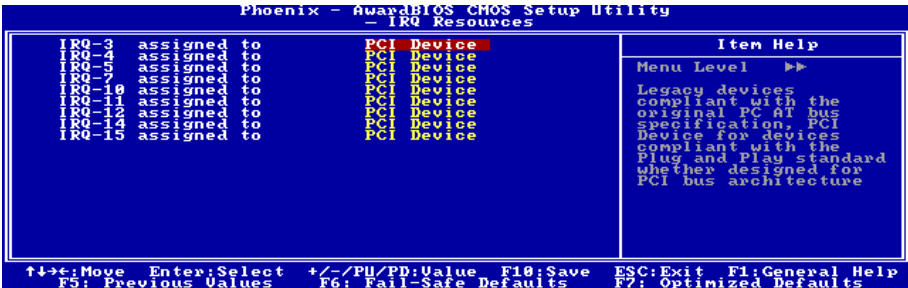 Phoenix - AwardBIOS CMOS Setup Utility
- IRQ Resources
IRQ-3 assigned to PCI Device
IRQ-4 assigned to PCI Device
IRQ-5 assigned to PCI Device
IRQ-7 assigned to PCI Device
IRQ-10 assigned to PCI Device
IRQ-11 assigned to PCI Device
IRQ-12 assigned to PCI Device
IRQ-14 assigned to PCI Device
IRQ-15 assigned to PCI Device
Item Help
Menu Level ►►
Legacy devices
compliant with the
original PC AT bus
specification, PCI
Device for devices
compliant with the
Plug and Play standard
whether designed for
PCI bus architecture
↑↓→←:Move Enter:Select +/-/PU/PD:Value F10:Save ESC:Exit F1:General Help
F5: Previous Values F6: Fail-Safe Defaults F7: Optimized Defaults